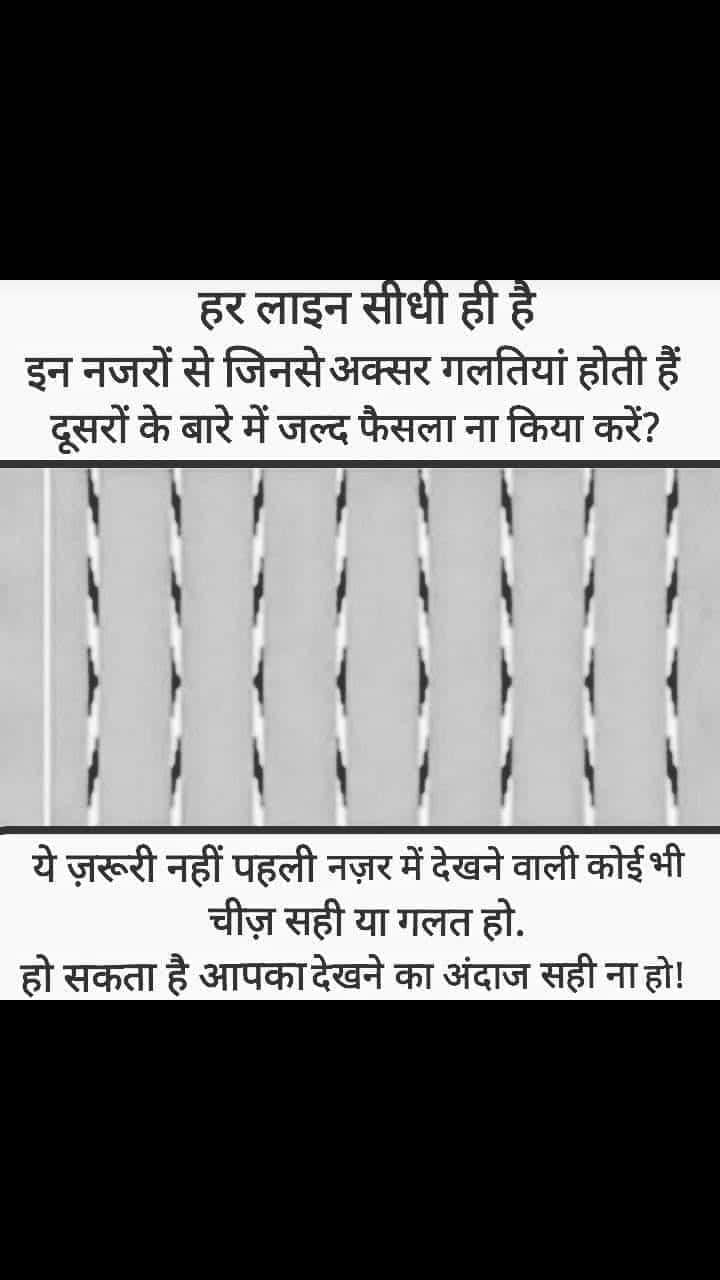 हर लाइन सीधी ही है
इन नजरों से जिनसे अक्सर गलतियां होती हैं
दूसरों के बारे में जल्द फैसला ना किया करें?
ये ज़रूरी नहीं पहली नज़र में देखने वाली कोई भी
चीज़ सही या गलत हो.
हो सकता है आपका देखने का अंदाज सही ना हो!